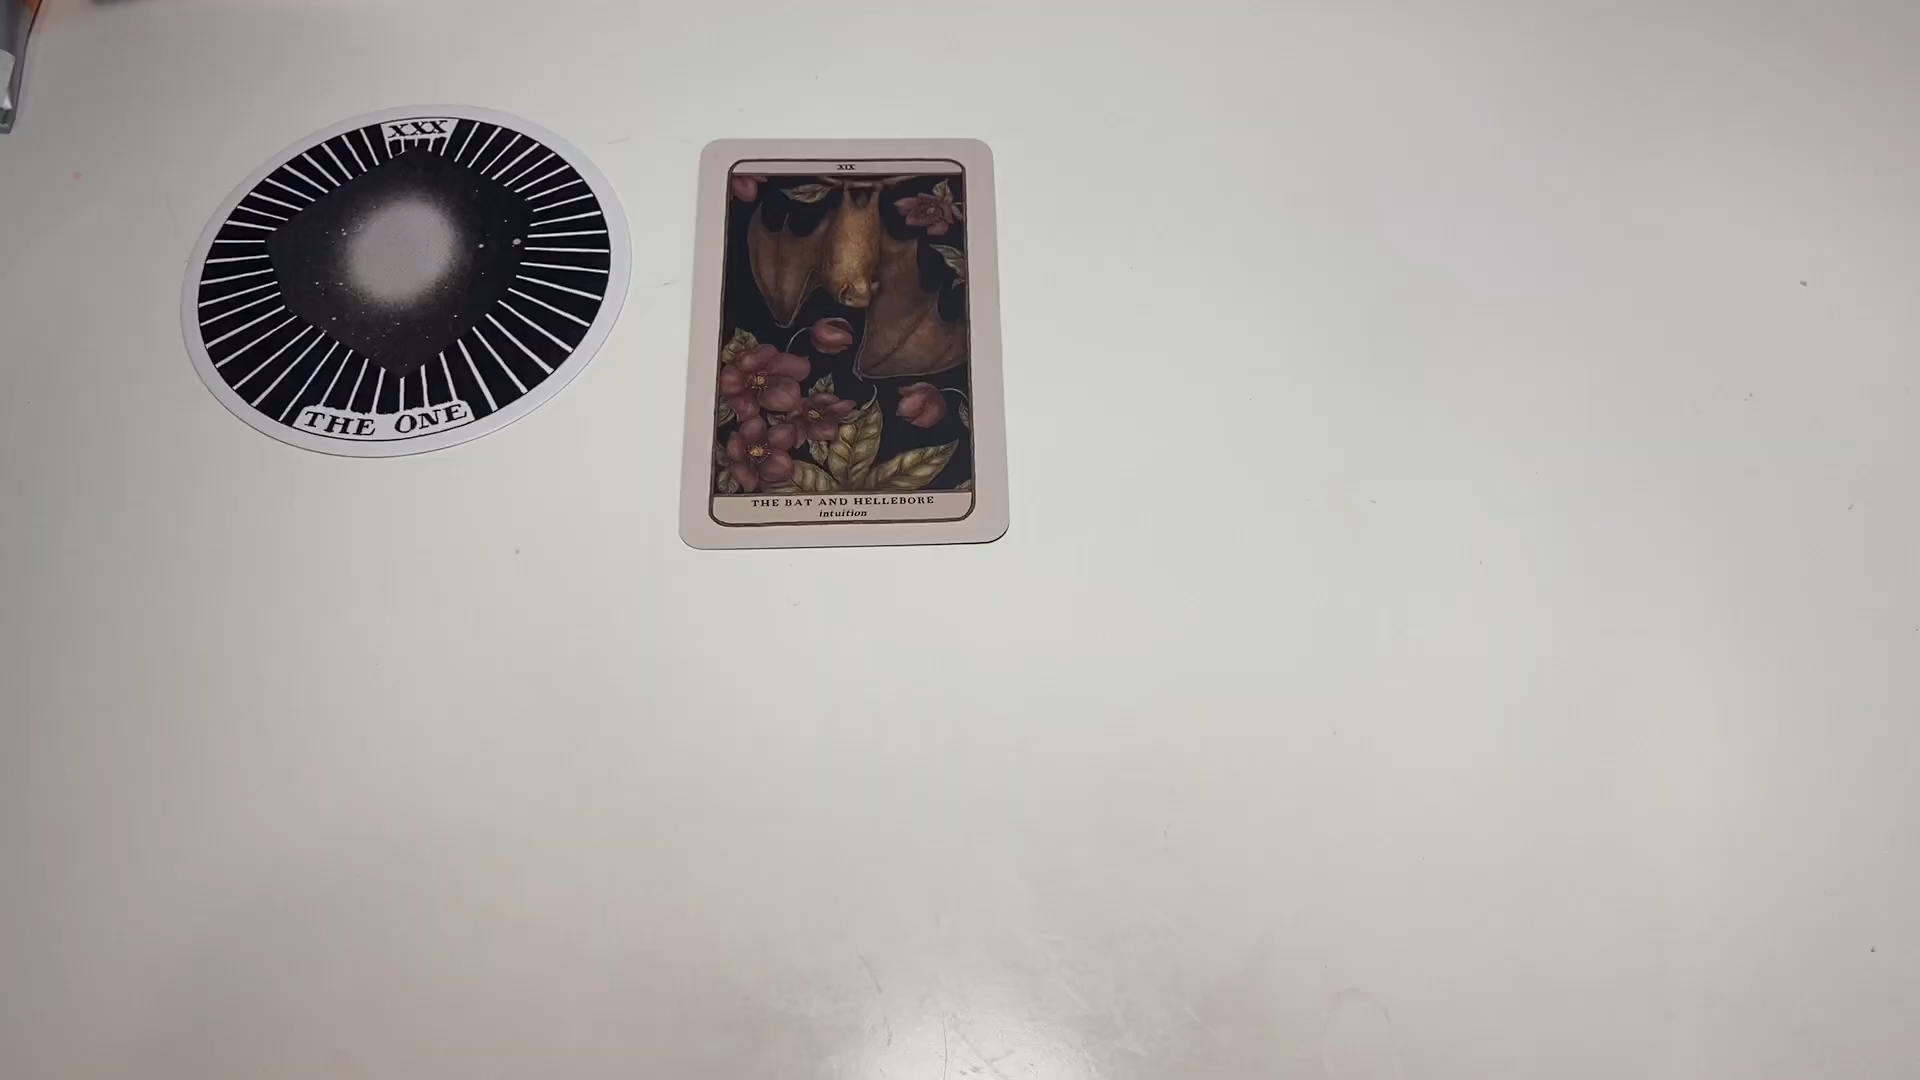 XXX
THE ONE
XIX
THE BAT AND HELLEBORE
intuition